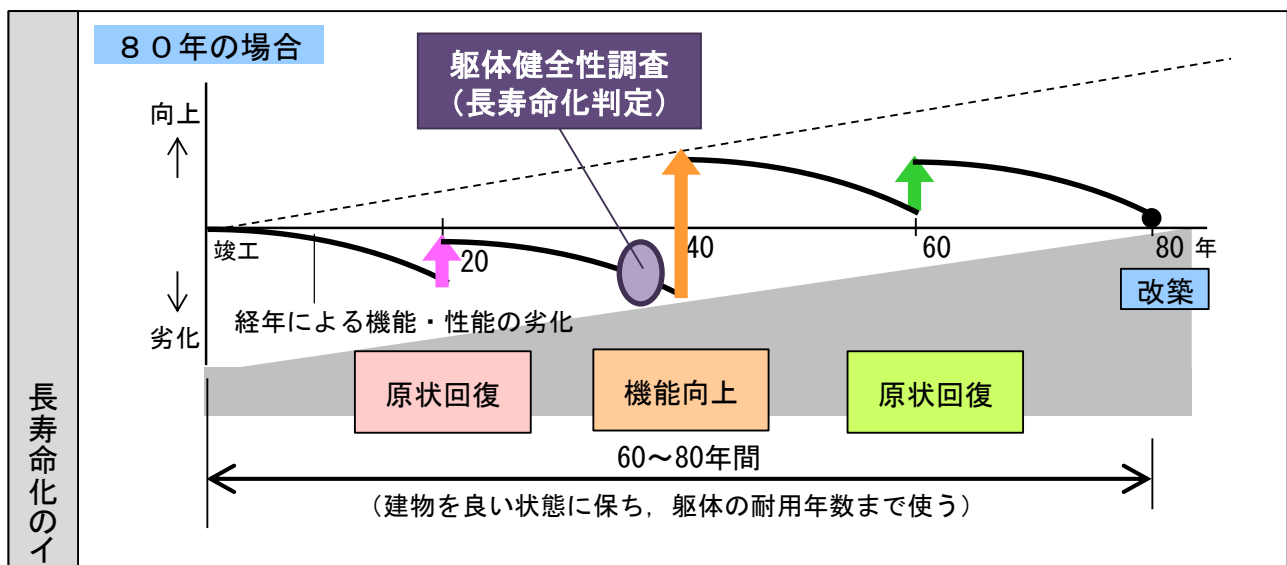 ８０年の場合
躯体健全性調査
（長寿命化判定）
向上
↑
竣工
20
40
60
80 年
改築
経年による機能・性能の劣化
↓
劣化
原状回復
機能向上
原状回復
60～80年間
（建物を良い状態に保ち，躯体の耐用年数まで使う）
長寿命化のイ